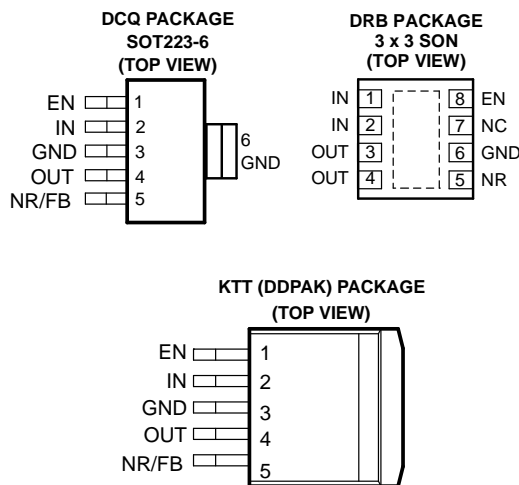 DCQ PACKAGE
SOT223-6
(TOP VIEW)
EN 1
IN 2
GND 3
OUT 4
NR/FB 5
6
GND
DRB PACKAGE
3 x 3 SON
(TOP VIEW)
IN 1 8 EN
IN 2 7 NC
OUT 3 6 GND
OUT 4 5 NR
KTT (DDPAK) PACKAGE
(TOP VIEW)
EN 1
IN 2
GND 3
OUT 4
NR/FB 5